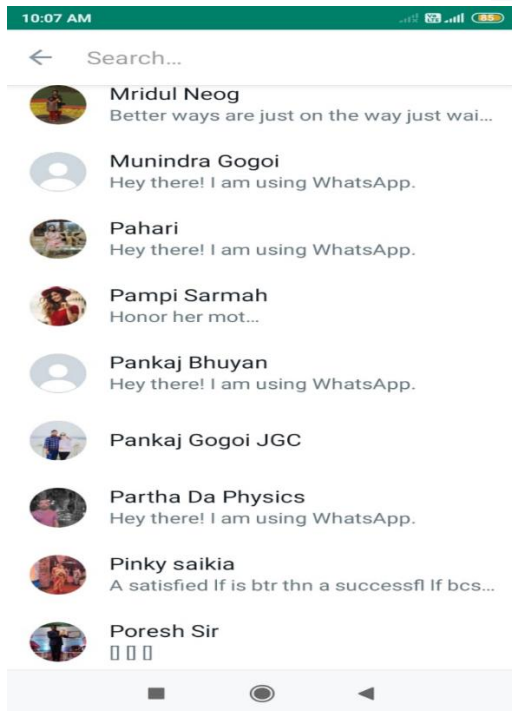 10:07 AM 85
Search...
Mridul Neog
Better ways are just on the way just wai...
Munindra Gogoi
Hey there! I am using WhatsApp.
Pahari
Hey there! I am using WhatsApp.
Pampi Sarmah
Honor her mot...
Pankaj Bhuyan
Hey there! I am using WhatsApp.
Pankaj Gogoi JGC
Partha Da Physics
Hey there! I am using WhatsApp.
Pinky saikia
A satisfied lf is btr thn a successfl lf bcs...
Poresh Sir